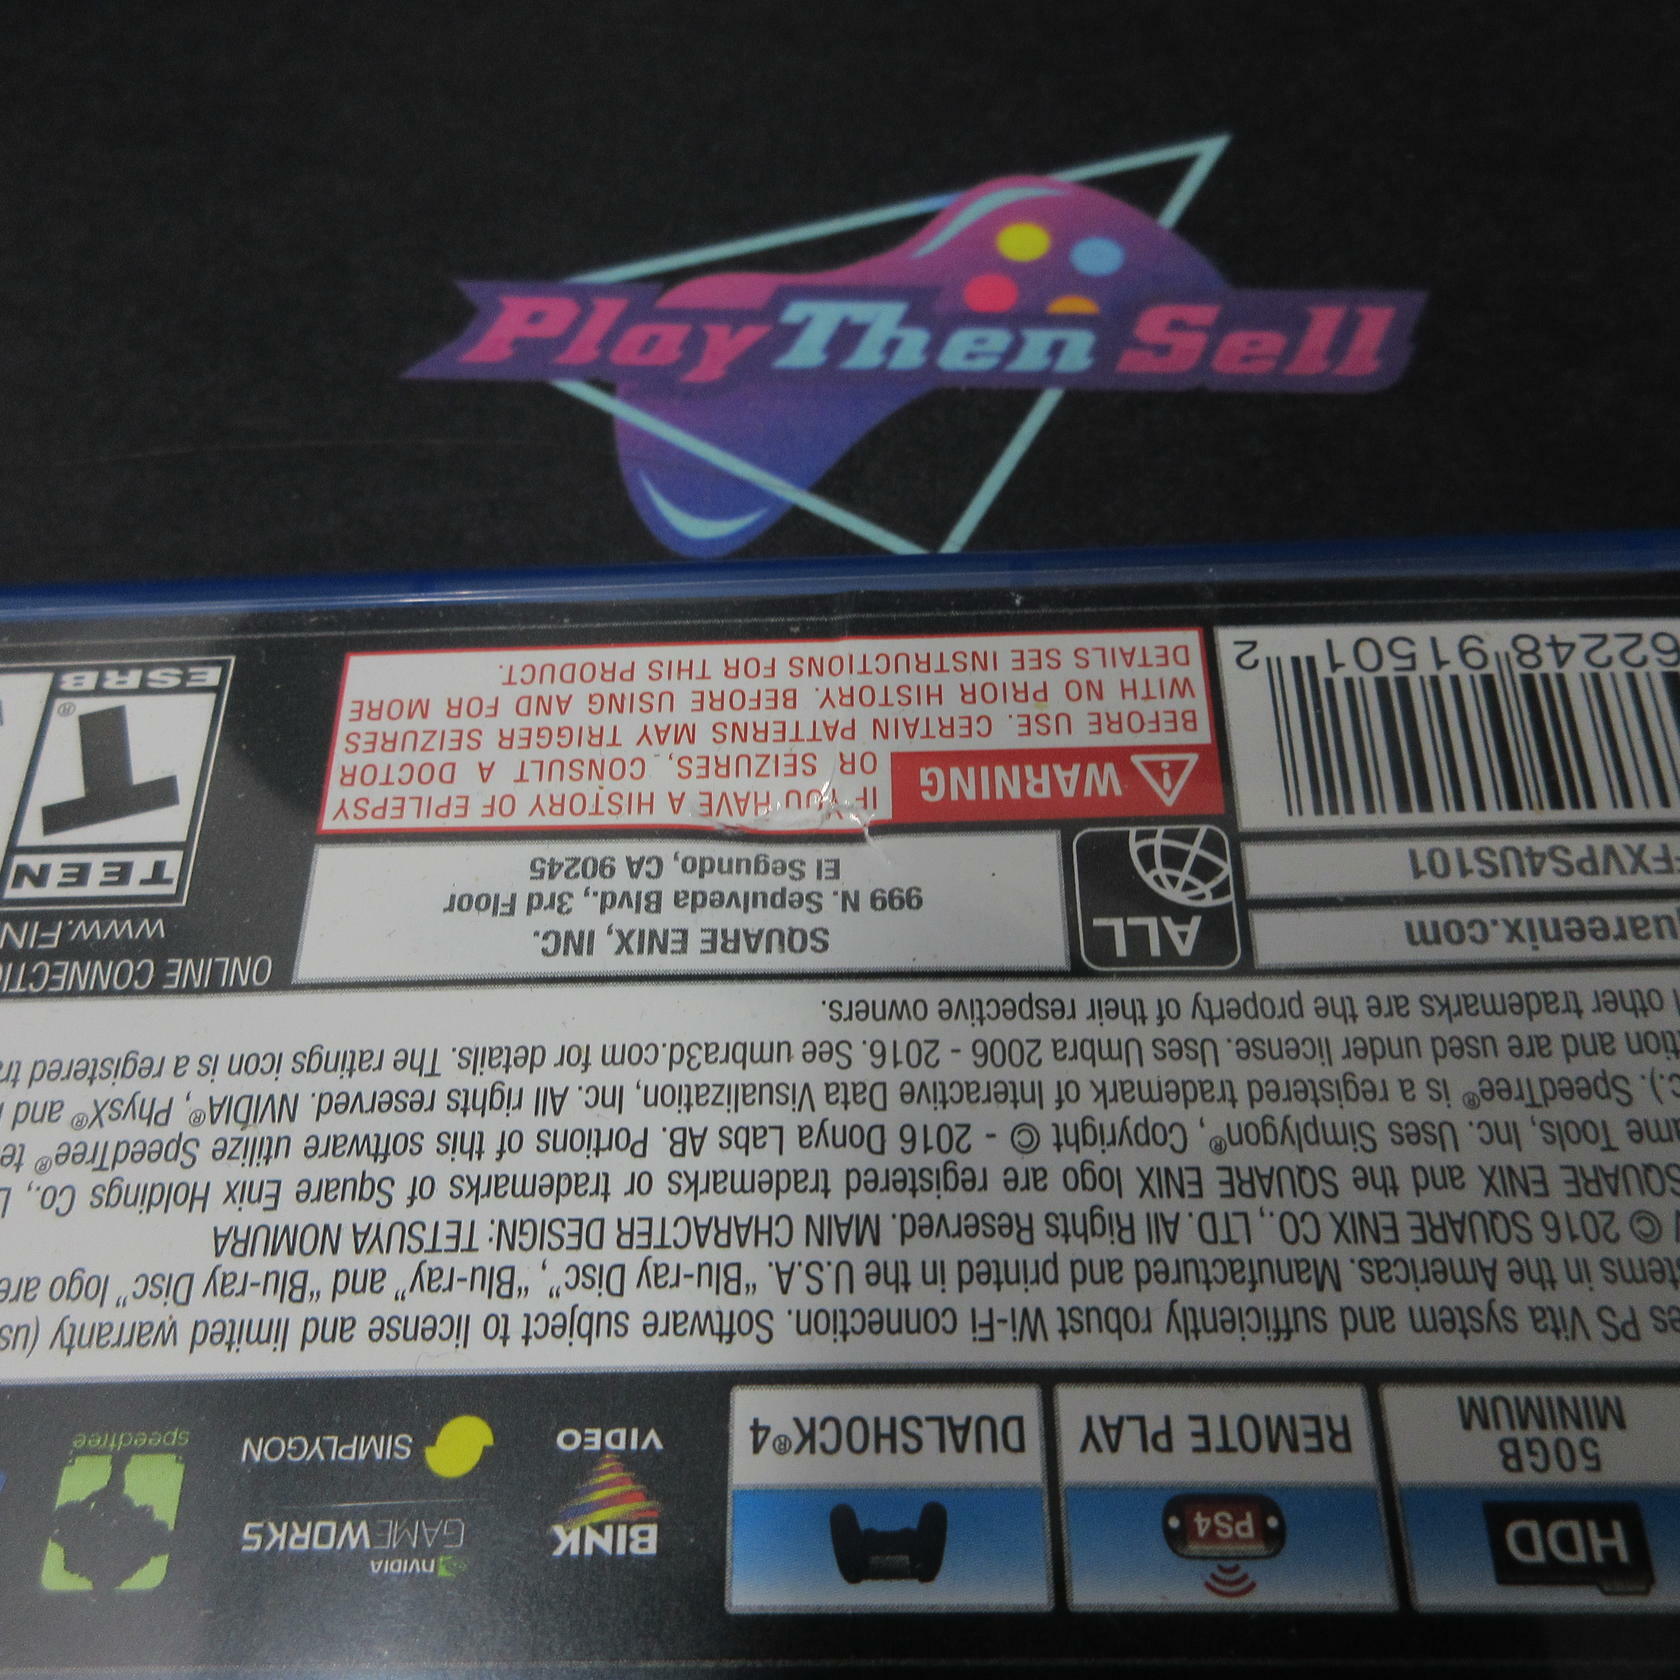 Play Then Sell
HDD
50GB
MINIMUM
PS4
REMOTE PLAY
DUALSHOCK®4
BINK
VIDEO
NVIDIA
GAMEWORKS
SIMPLYGON
speedtree
PS Vita system and sufficiently robust Wi-Fi connection. Software subject to license and limited warranty
in the Americas. Manufactured and printed in the U.S.A. "Blu-ray Disc", "Blu-ray" and "Blu-ray Disc" logo are
© 2016 SQUARE ENIX CO., LTD. All Rights Reserved. MAIN CHARACTER DESIGN: TETSUYA NOMURA
SQUARE ENIX and the SQUARE ENIX logo are registered trademarks or trademarks of Square Enix Holdings Co.,
Tools, Inc. Uses Simplygon®, Copyright © - 2016 Donya Labs AB. Portions of this software utilize SpeedTree®
SpeedTree® is a registered trademark of Interactive Data Visualization, Inc. All rights reserved. NVIDIA®, PhysX® and
and are used under license. Uses Umbra 2006 - 2016. See umbra3d.com for details. The ratings icon is a registered
other trademarks are the property of their respective owners.
uareenix.com
FFXVPS4US101
62248 91501 2
ALL
SQUARE ENIX, INC.
999 N. Sepulveda Blvd., 3rd Floor
El Segundo, CA 90245
WARNING
IF YOU HAVE A HISTORY OF EPILEPSY
OR SEIZURES, CONSULT A DOCTOR
BEFORE USE. CERTAIN PATTERNS MAY TRIGGER SEIZURES
WITH NO PRIOR HISTORY. BEFORE USING AND FOR MORE
DETAILS SEE INSTRUCTIONS FOR THIS PRODUCT.
ONLINE CONNECTI
WWW.FIN
TEEN
T®
ESRB